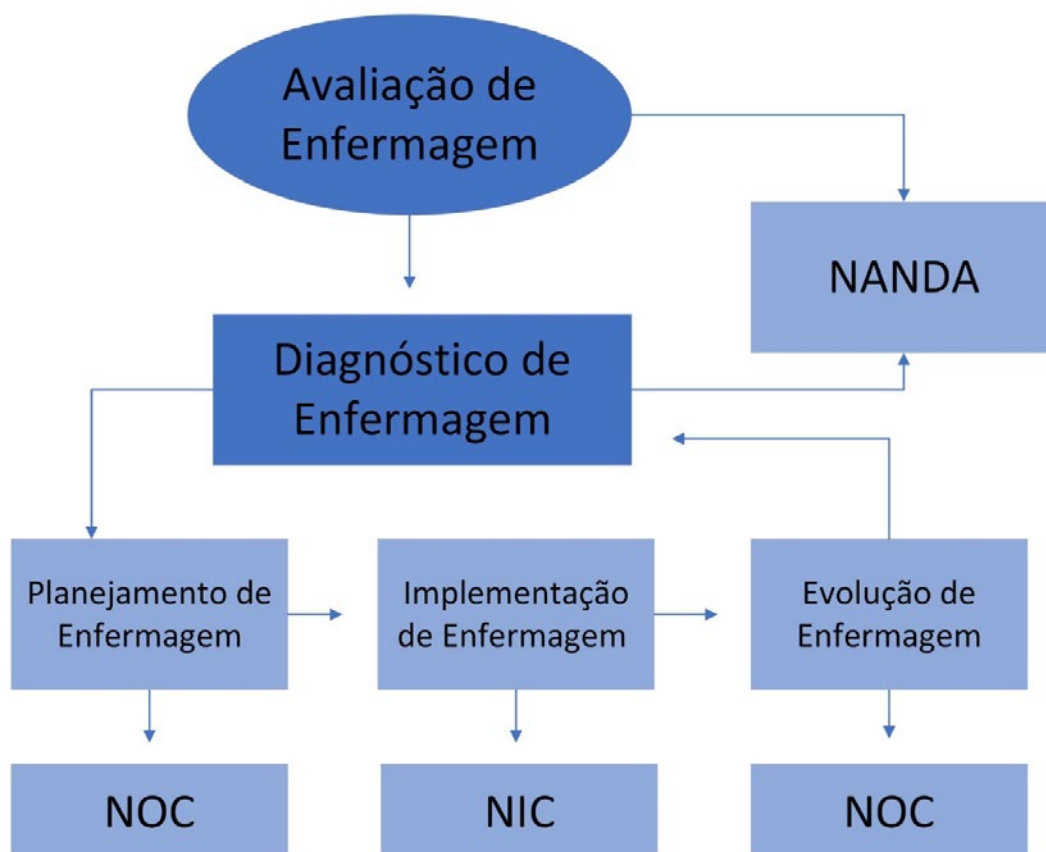 Avaliação de
Enfermagem
NANDA
Diagnóstico de
Enfermagem
Planejamento de
Enfermagem
Implementação
de Enfermagem
Evolução de
Enfermagem
NOC
NIC
NOC